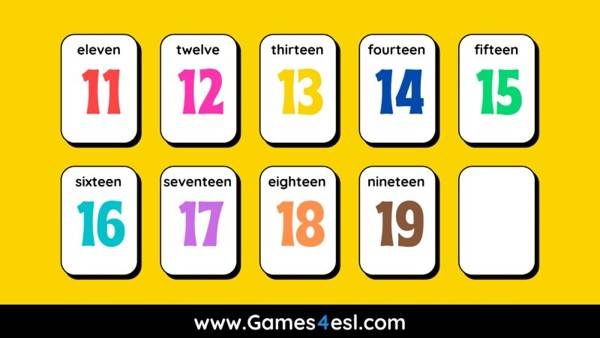 eleven twelve thirteen fourteen fifteen
11 12 13 14 15
sixteen seventeen eighteen nineteen
16 17 18 19
www.Games4esl.com